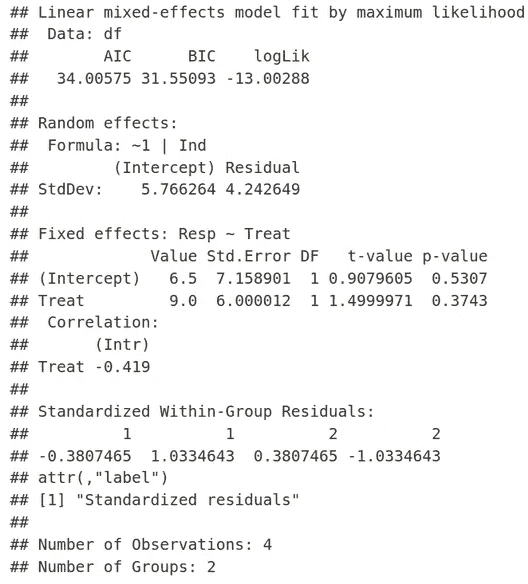 ## Linear mixed-effects model fit by maximum likelihood
##  Data: df
##        AIC      BIC    logLik
##   34.00575 31.55093 -13.00288
##
## Random effects:
##  Formula: ~1 | Ind
##         (Intercept) Residual
## StdDev:    5.766264 4.242649
##
## Fixed effects: Resp ~ Treat
##             Value Std.Error DF   t-value p-value
## (Intercept)   6.5  7.158901  1 0.9079605  0.5307
## Treat         9.0  6.000012  1 1.4999971  0.3743
##  Correlation:
##       (Intr)
## Treat -0.419
##
## Standardized Within-Group Residuals:
##          1          1          2          2
## -0.3807465  1.0334643  0.3807465 -1.0334643
## attr(,"label")
## [1] "Standardized residuals"
##
## Number of Observations: 4
## Number of Groups: 2